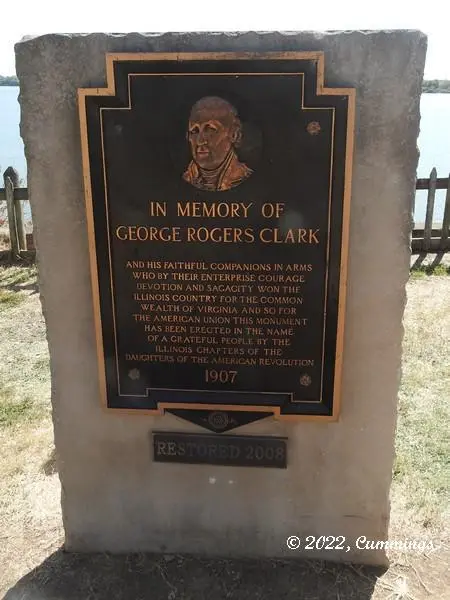 IN MEMORY OF
GEORGE ROGERS CLARK
AND HIS FAITHFUL COMPANIONS IN ARMS
WHO BY THEIR ENTERPRISE COURAGE
DEVOTION AND SAGACITY WON THE
ILLINOIS COUNTRY FOR THE COMMON
WEALTH OF VIRGINIA AND SO FOR
THE AMERICAN UNION THIS MONUMENT
HAS BEEN ERECTED IN THE NAME
OF A GRATEFUL PEOPLE BY THE
ILLINOIS CHAPTERS OF THE
DAUGHTERS OF THE AMERICAN REVOLUTION
1907
RESTORED 2008
© 2022, Cummings